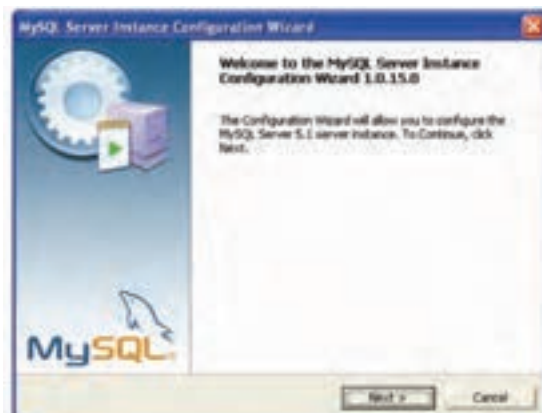 MySQL Server Instance Configuration Wizard
Welcome to the MySQL Server Instance
Configuration Wizard 1.0.15.0
The Configuration Wizard will allow you to configure the
MySQL Server 5.1 server instance. To Continue, click
Next.
MySQL
Next >
Cancel